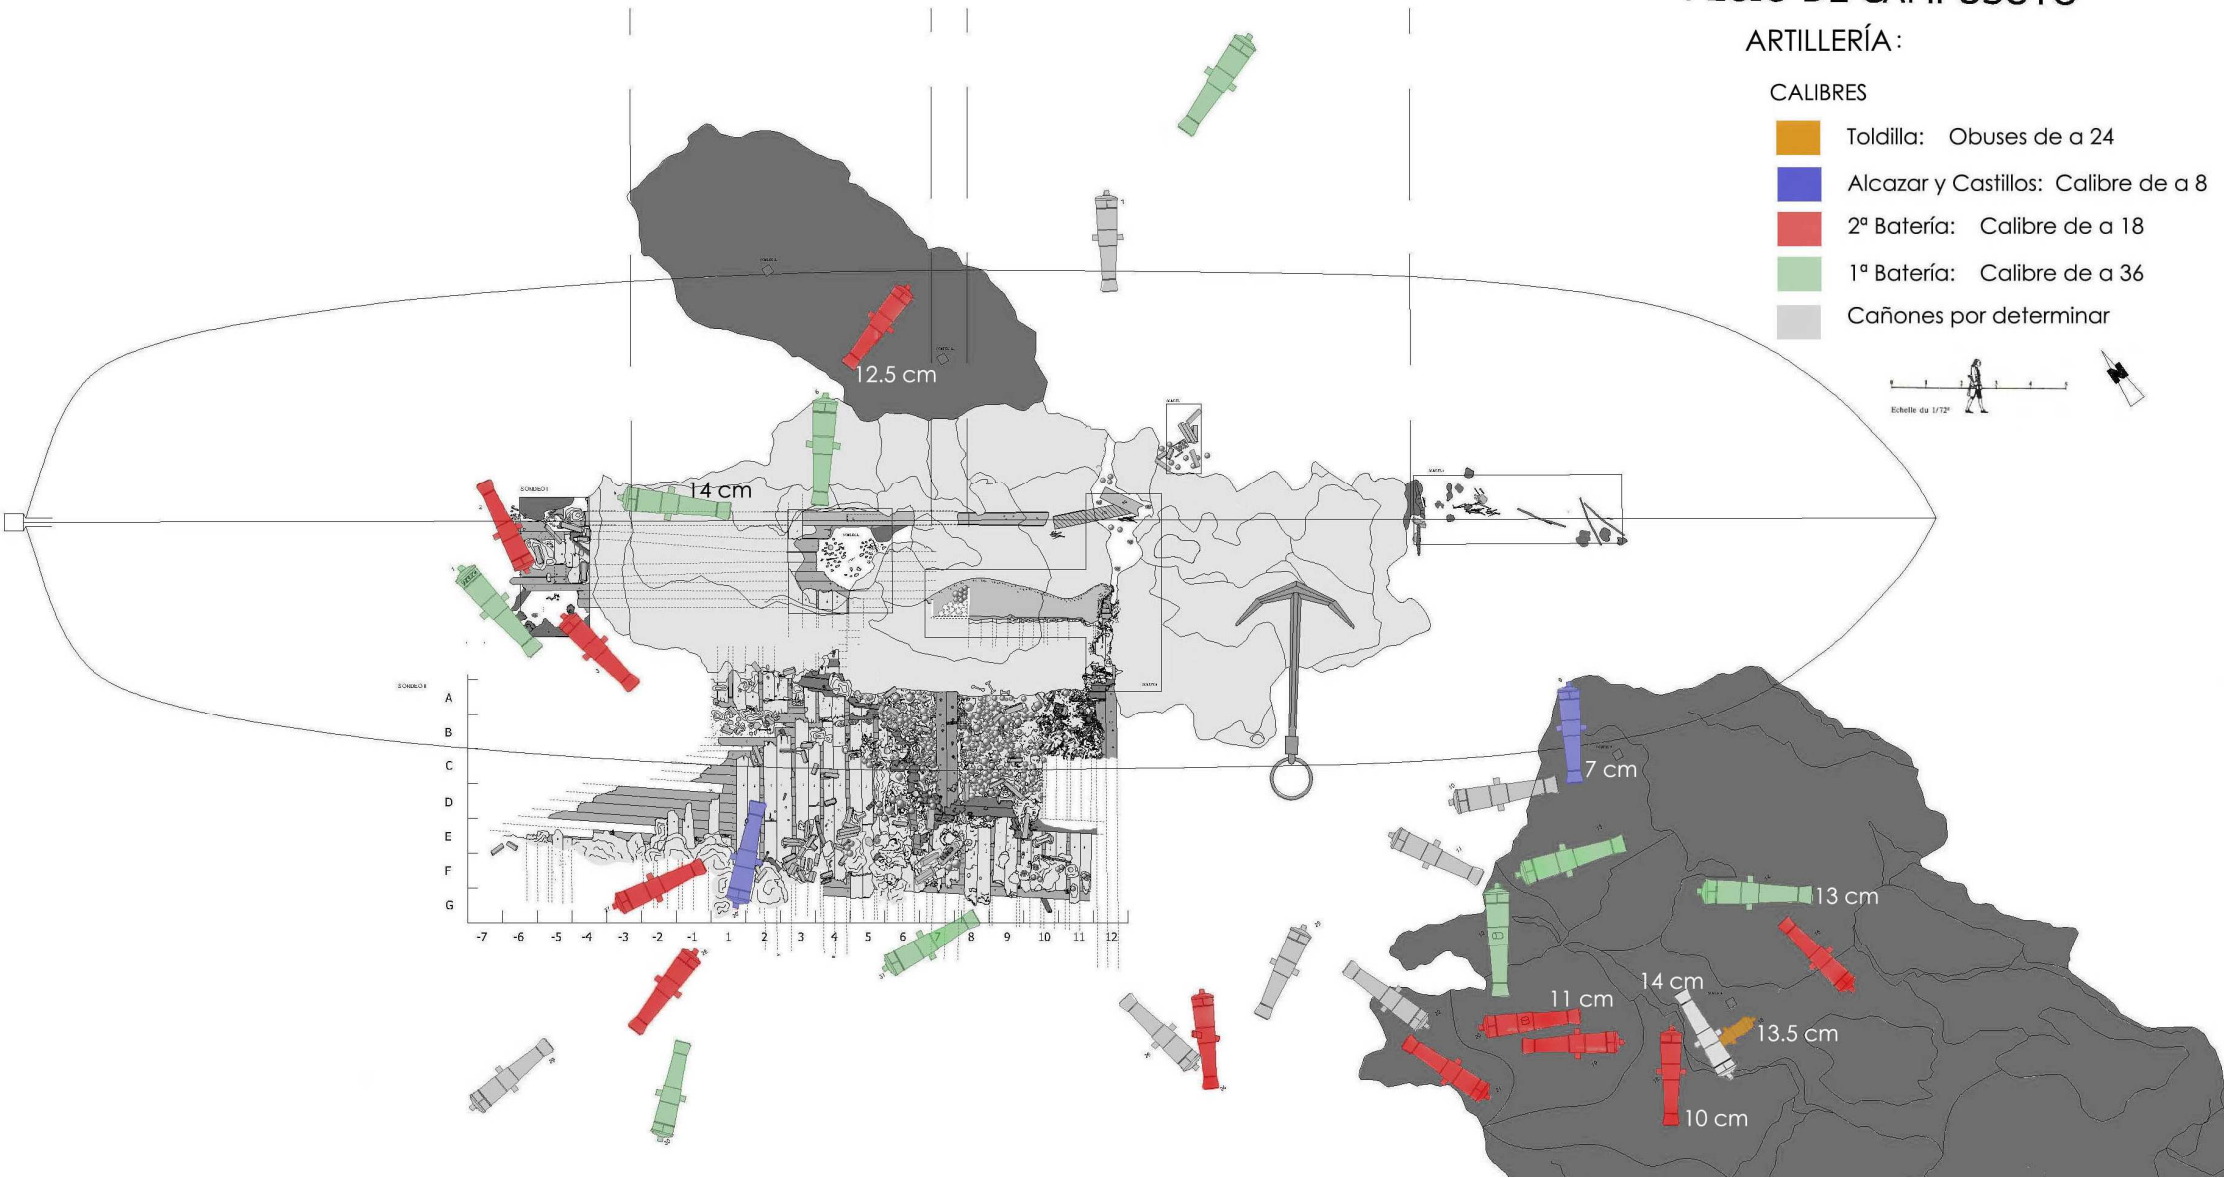 ARTILLERÍA:
CALIBRES
Toldilla: Obuses de a 24
Alcazar y Castillos: Calibre de a 8
2ª Batería: Calibre de a 18
1ª Batería: Calibre de a 36
Cañones por determinar
Echelle du 1/72e
N
12.5 cm
14 cm
SONDEO I
SONDEO II
A
B
C
D
E
F
G
-7 -6 -5 -4 -3 -2 -1 1 2 3 4 5 6 7 8 9 10 11 12
7 cm
13 cm
14 cm
11 cm
13.5 cm
10 cm